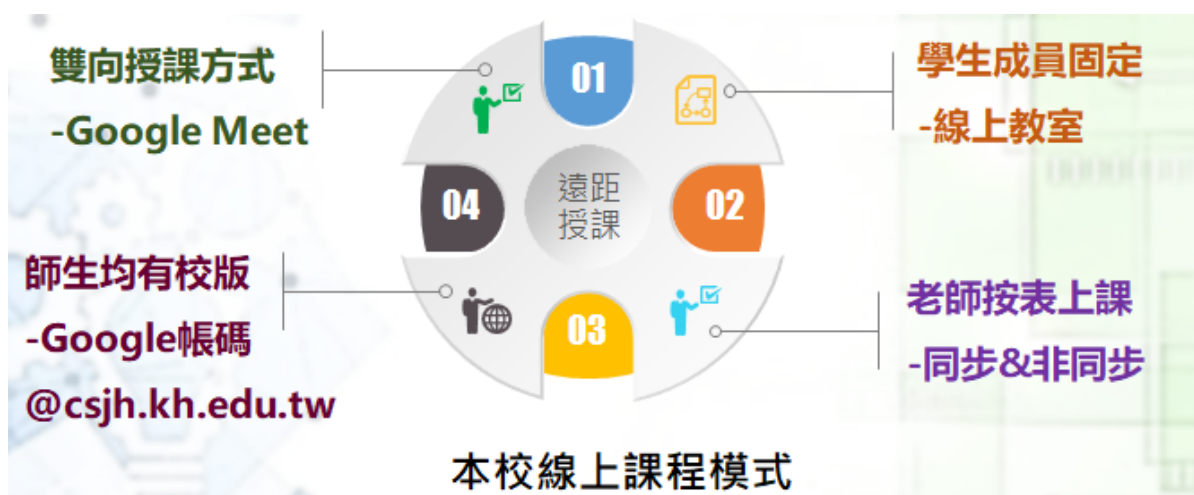 雙向授課方式
-Google Meet
學生成員固定
-線上教室
01
02
03
04
遠距
授課
師生均有校版
-Google帳碼
@csjh.kh.edu.tw
老師按表上課
-同步&非同步
本校線上課程模式